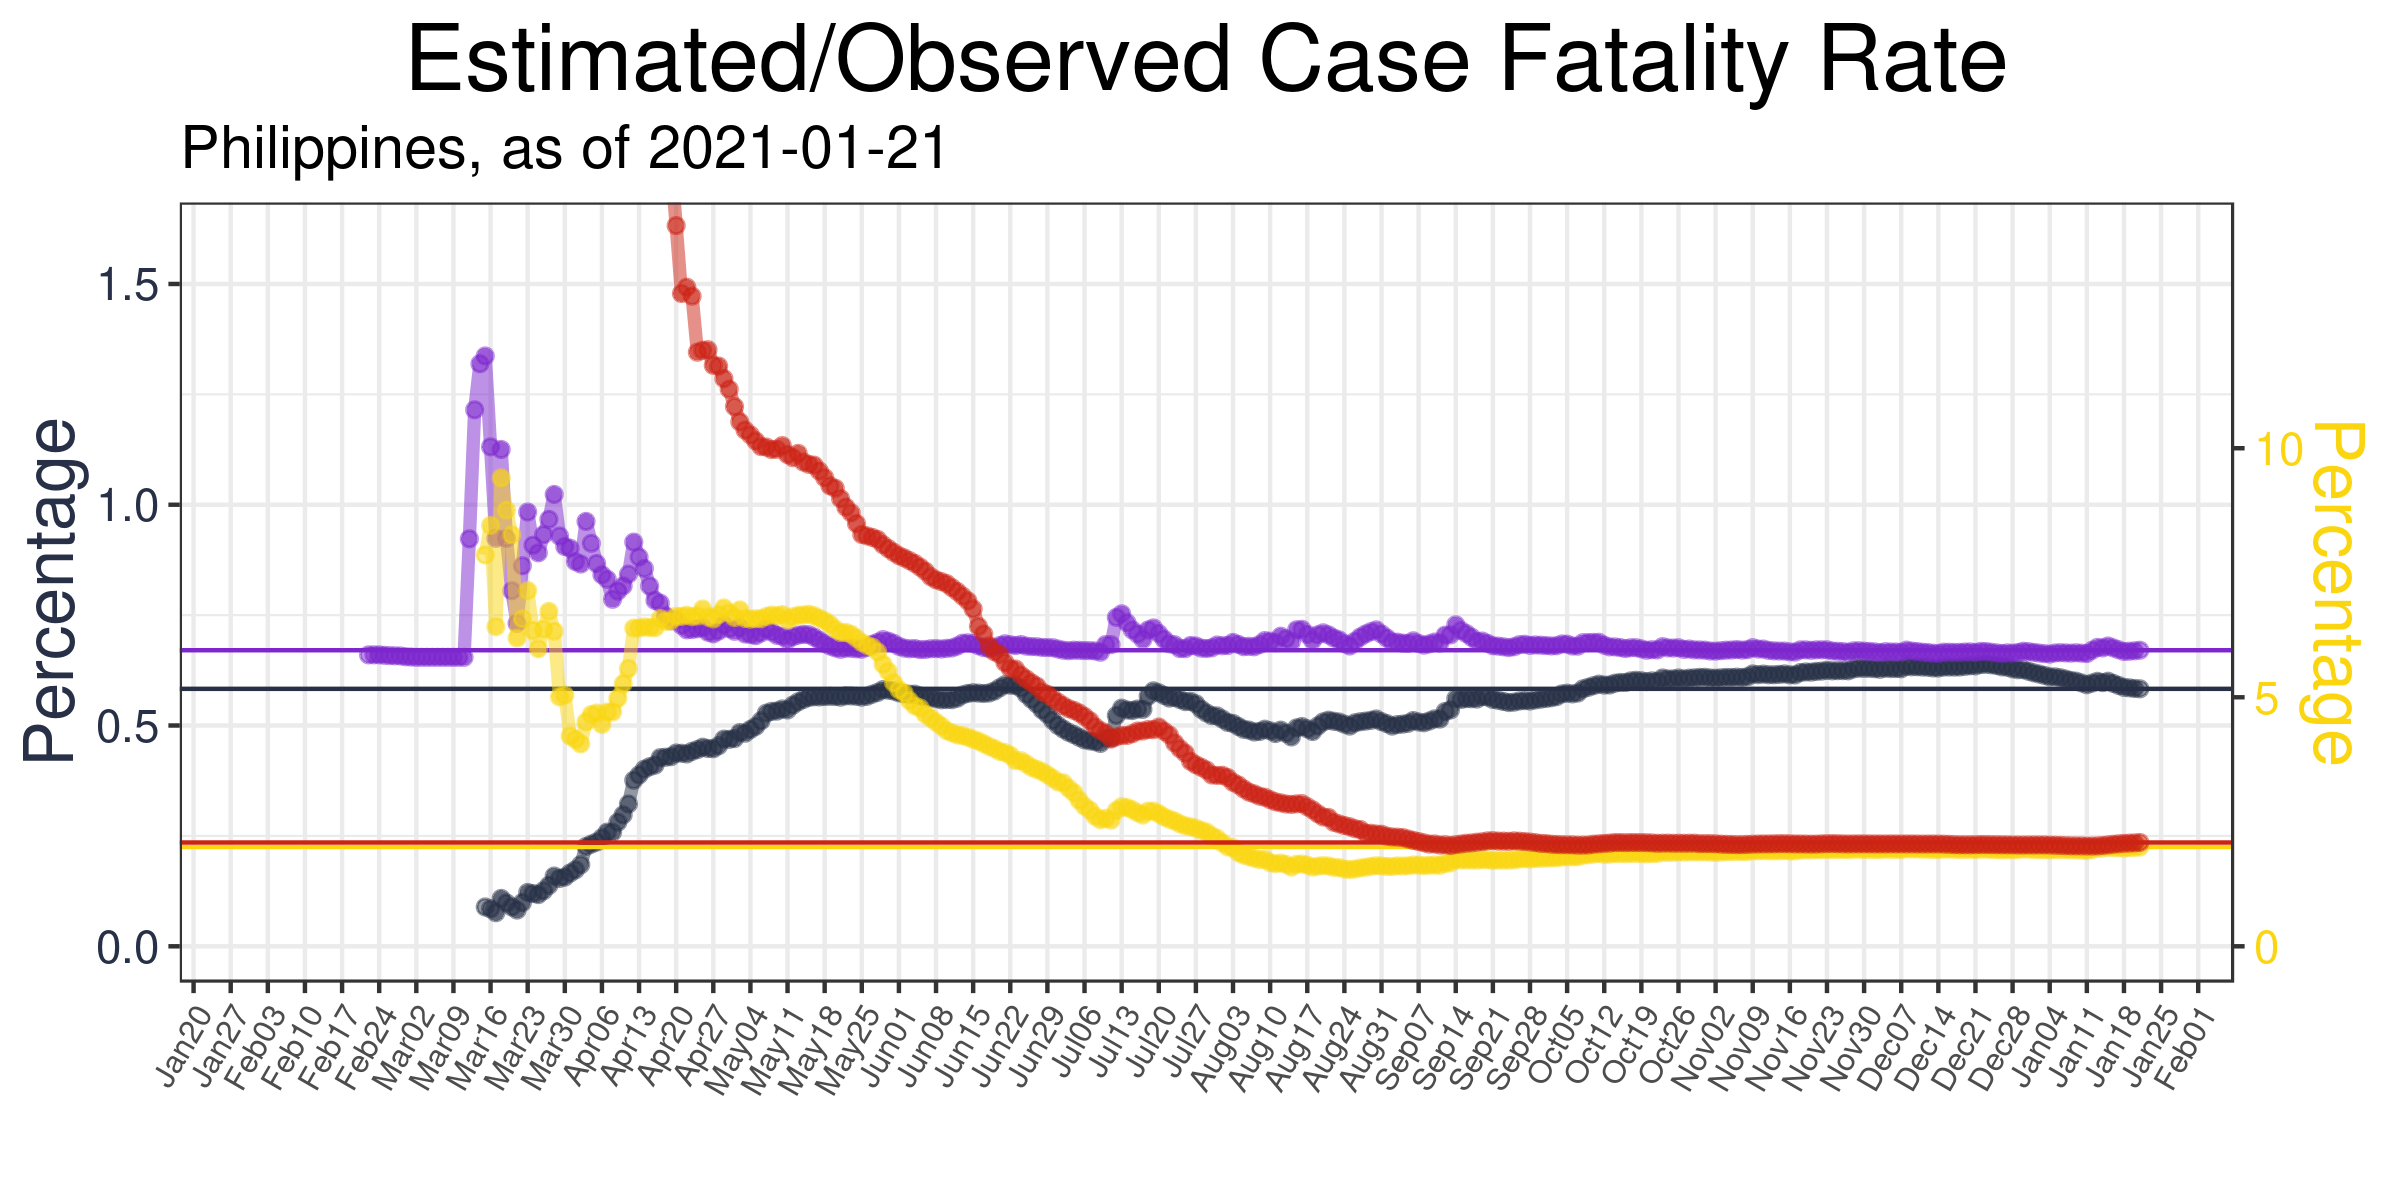 Estimated/Observed Case Fatality Rate
Philippines, as of 2021-01-21
Percentage
1.5
1.0
0.5
0.0
10
5
0
Percentage
Jan20
Jan27
Feb03
Feb10
Feb17
Feb24
Mar02
Mar09
Mar16
Mar23
Mar30
Apr06
Apr13
Apr20
Apr27
May04
May11
May18
May25
Jun01
Jun08
Jun15
Jun22
Jun29
Jul06
Jul13
Jul20
Jul27
Aug03
Aug10
Aug17
Aug24
Aug31
Sep07
Sep14
Sep21
Sep28
Oct05
Oct12
Oct19
Oct26
Nov02
Nov09
Nov16
Nov23
Nov30
Dec07
Dec14
Dec21
Dec28
Jan04
Jan11
Jan18
Jan25
Feb01